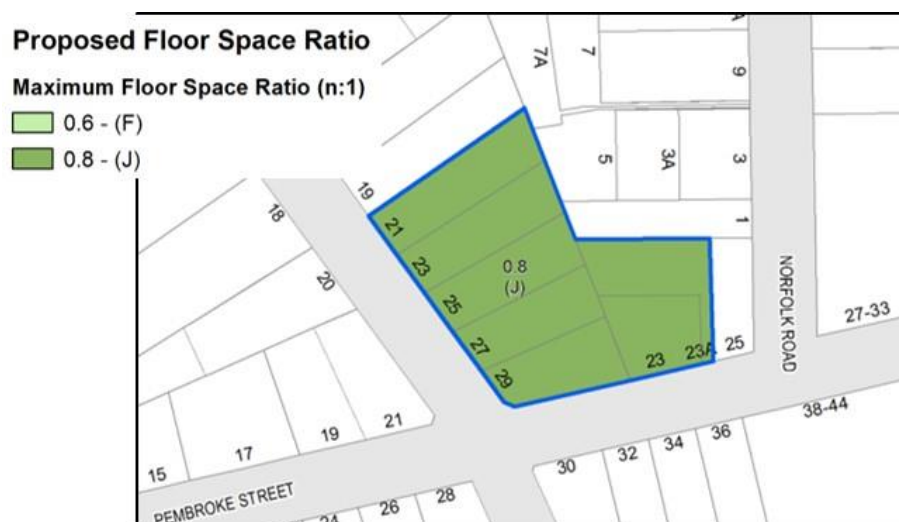 Proposed Floor Space Ratio
Maximum Floor Space Ratio (n:1)
0.6 - (F)
0.8 - (J)
7A
7
9
5
3A
3
1
19
21
23
25
27
29
0.8
(J)
23
23A
25
NORFOLK ROAD
27-33
18
20
15
17
19
21
38-44
36
34
32
30
28
26
PEMBROKE STREET